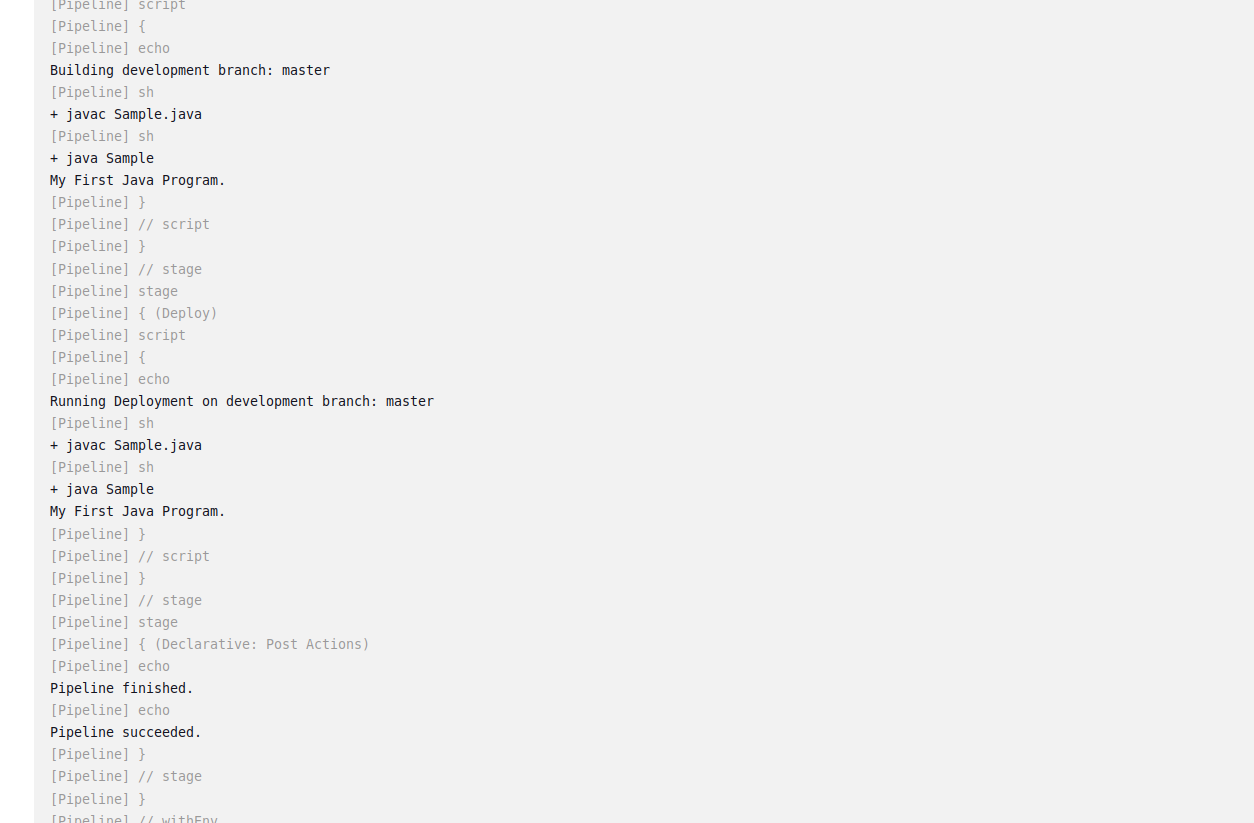 [Pipeline] script
[Pipeline] {
[Pipeline] echo
Building development branch: master
[Pipeline] sh
+ javac Sample.java
[Pipeline] sh
+ java Sample
My First Java Program.
[Pipeline] }
[Pipeline] // script
[Pipeline] }
[Pipeline] // stage
[Pipeline] stage
[Pipeline] { (Deploy)
[Pipeline] script
[Pipeline] {
[Pipeline] echo
Running Deployment on development branch: master
[Pipeline] sh
+ javac Sample.java
[Pipeline] sh
+ java Sample
My First Java Program.
[Pipeline] }
[Pipeline] // script
[Pipeline] }
[Pipeline] // stage
[Pipeline] stage
[Pipeline] { (Declarative: Post Actions)
[Pipeline] echo
Pipeline finished.
[Pipeline] echo
Pipeline succeeded.
[Pipeline] }
[Pipeline] // stage
[Pipeline] }
[Pipeline] // withEnv